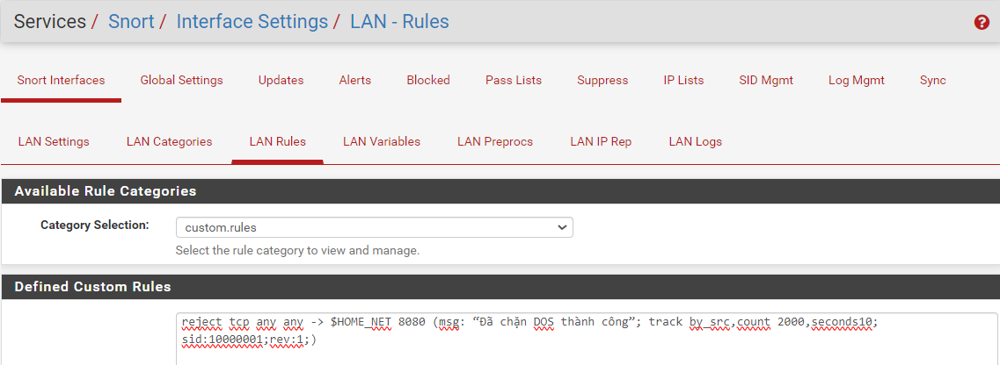 Services / Snort / Interface Settings / LAN - Rules
Snort Interfaces Global Settings Updates Alerts Blocked Pass Lists Suppress IP Lists SID Mgmt Log Mgmt Sync
LAN Settings LAN Categories LAN Rules LAN Variables LAN Preprocs LAN IP Rep LAN Logs
Available Rule Categories
Category Selection: custom.rules
Select the rule category to view and manage.
Defined Custom Rules
reject tcp any any -> $HOME_NET 8080 (msg: “Đã chặn DOS thành công”; track by_src,count 2000,seconds10;
sid:10000001;rev:1;)